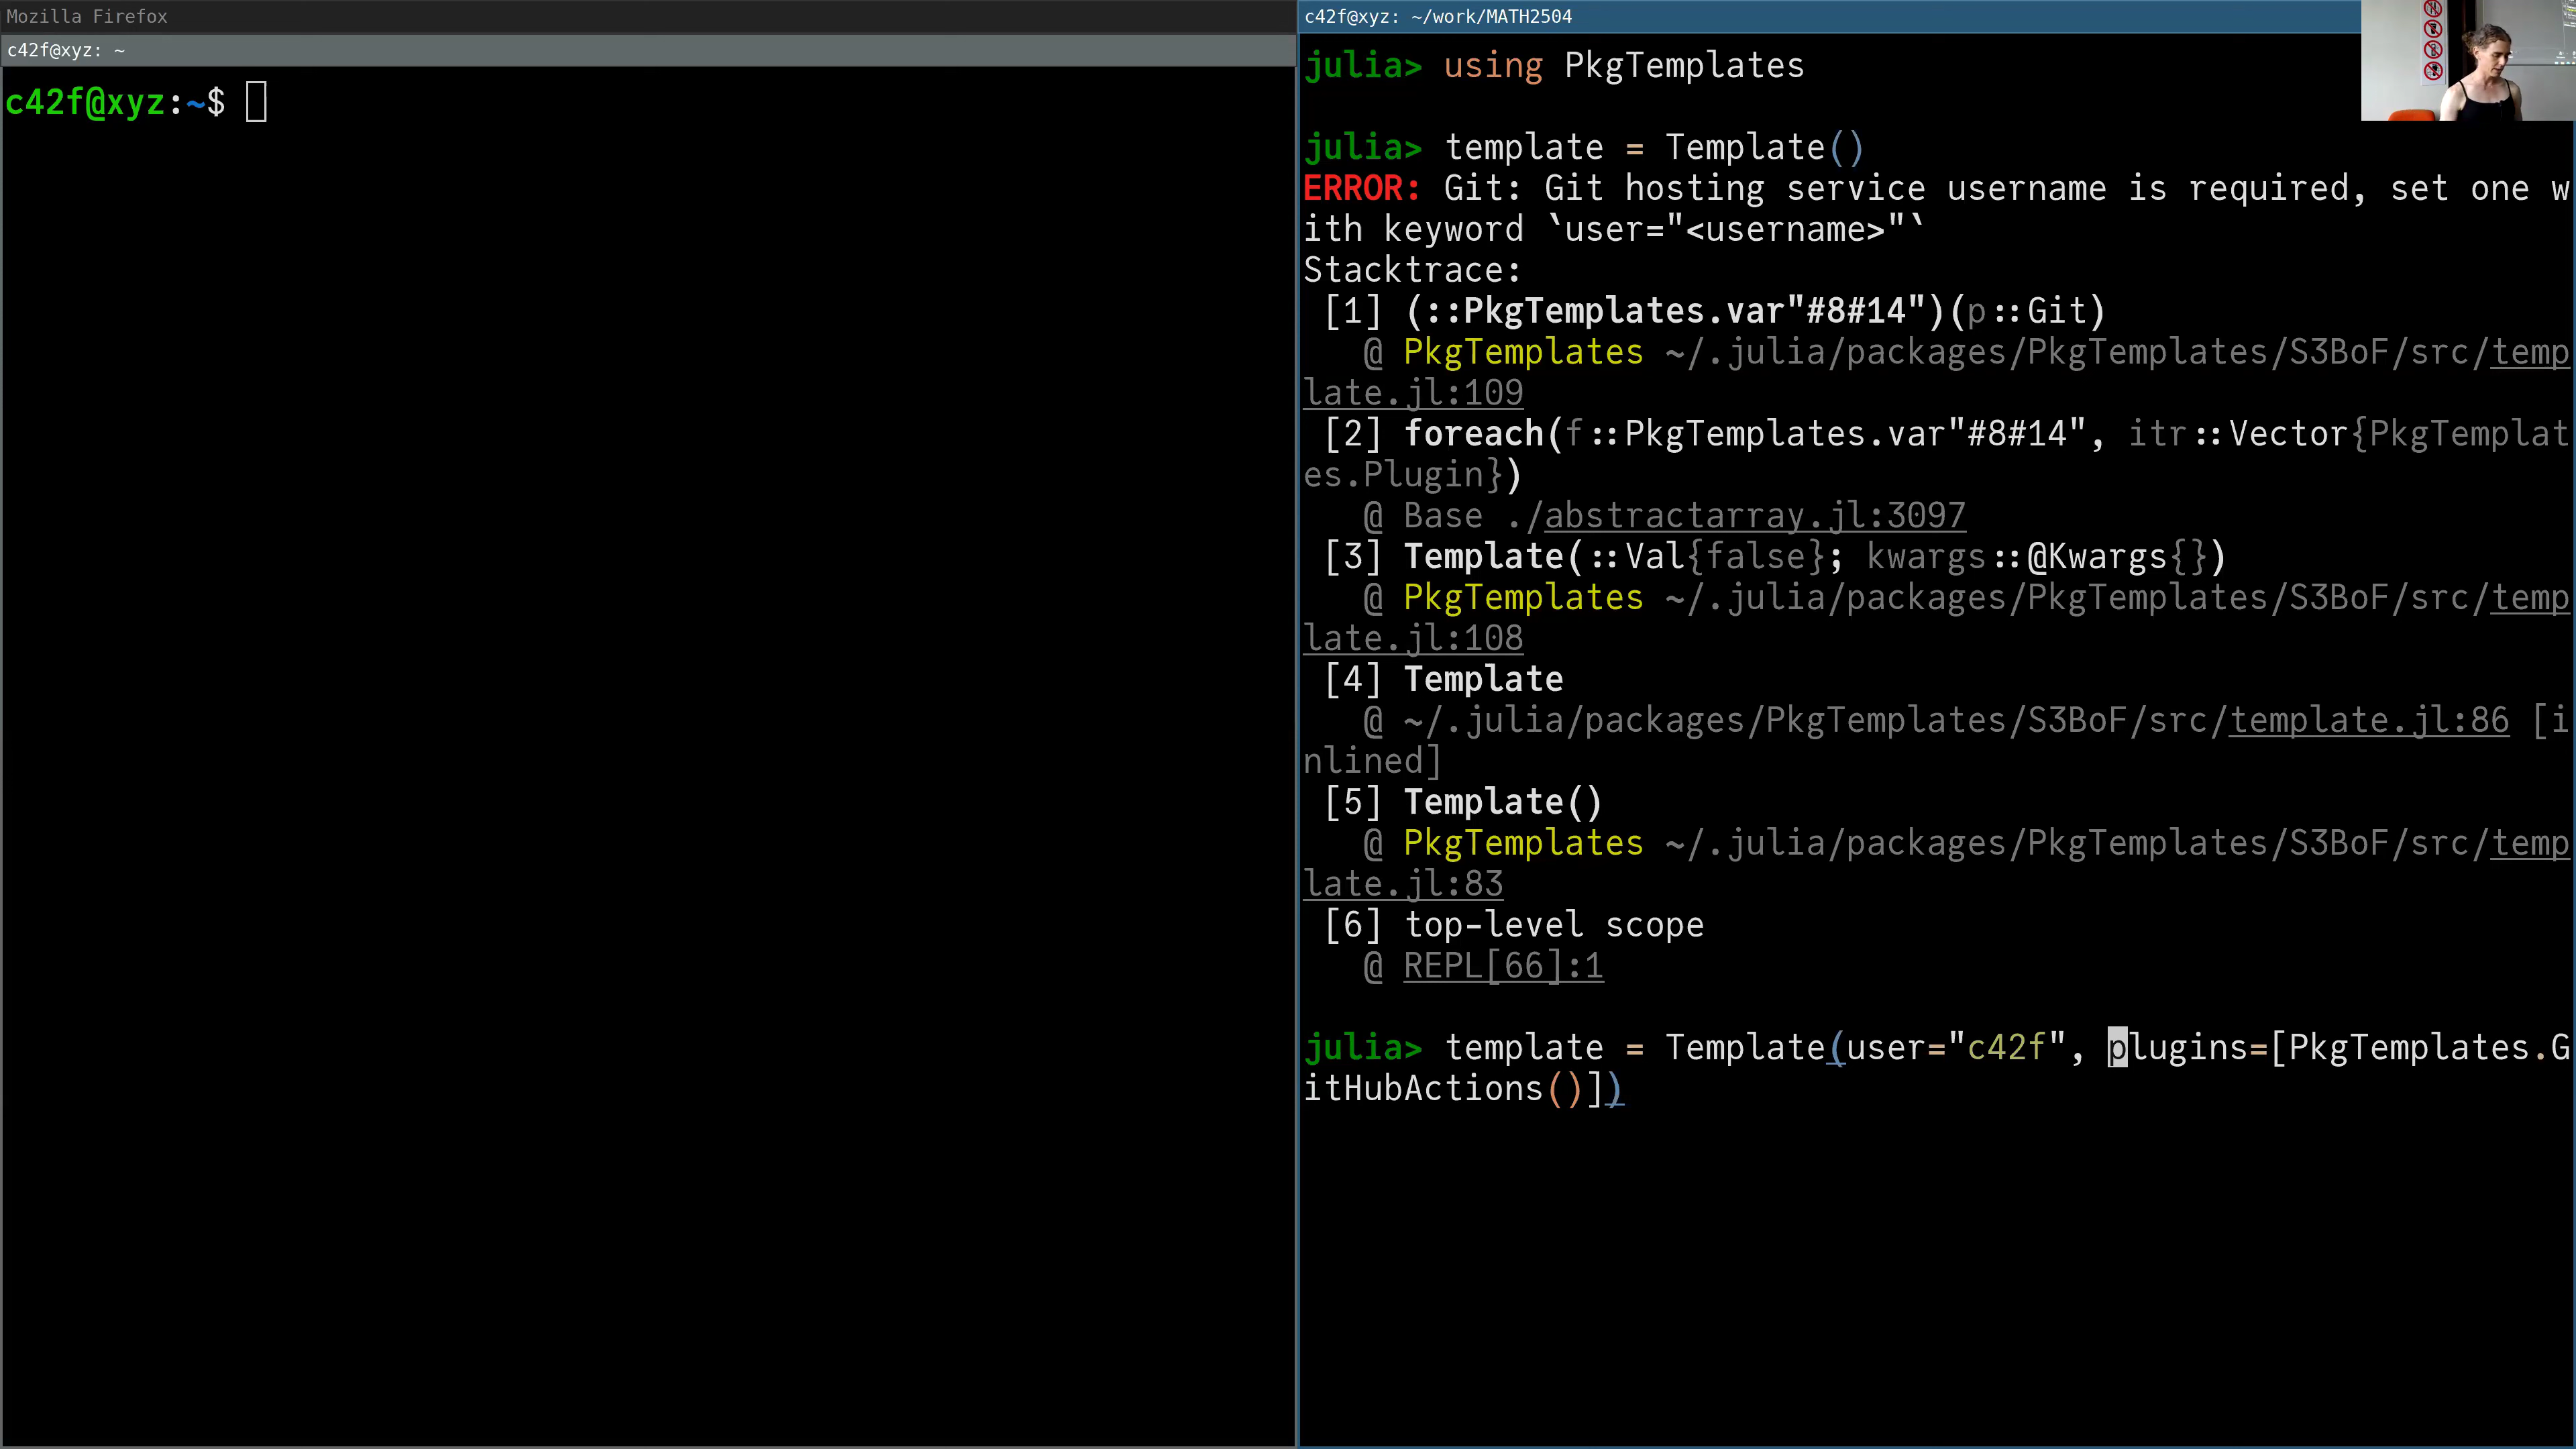 Mozilla Firefox
c42f@xyz: ~
c42f@xyz:~$
c42f@xyz: ~/work/MATH2504
julia> using PkgTemplates
julia> template = Template()
ERROR: Git: Git hosting service username is required, set one w
ith keyword `user="<username>"`
Stacktrace:
[1] (::PkgTemplates.var"#8#14")(p::Git)
@ PkgTemplates ~/.julia/packages/PkgTemplates/S3BoF/src/temp
late.jl:109
[2] foreach(f::PkgTemplates.var"#8#14", itr::Vector{PkgTemplat
es.Plugin})
@ Base ./abstractarray.jl:3097
[3] Template(::Val{false}; kwargs::@Kwargs{})
@ PkgTemplates ~/.julia/packages/PkgTemplates/S3BoF/src/temp
late.jl:108
[4] Template
@ ~/.julia/packages/PkgTemplates/S3BoF/src/template.jl:86 [i
nlined]
[5] Template()
@ PkgTemplates ~/.julia/packages/PkgTemplates/S3BoF/src/temp
late.jl:83
[6] top-level scope
@ REPL[66]:1
julia> template = Template(user="c42f", plugins=[PkgTemplates.G
itHubActions()])